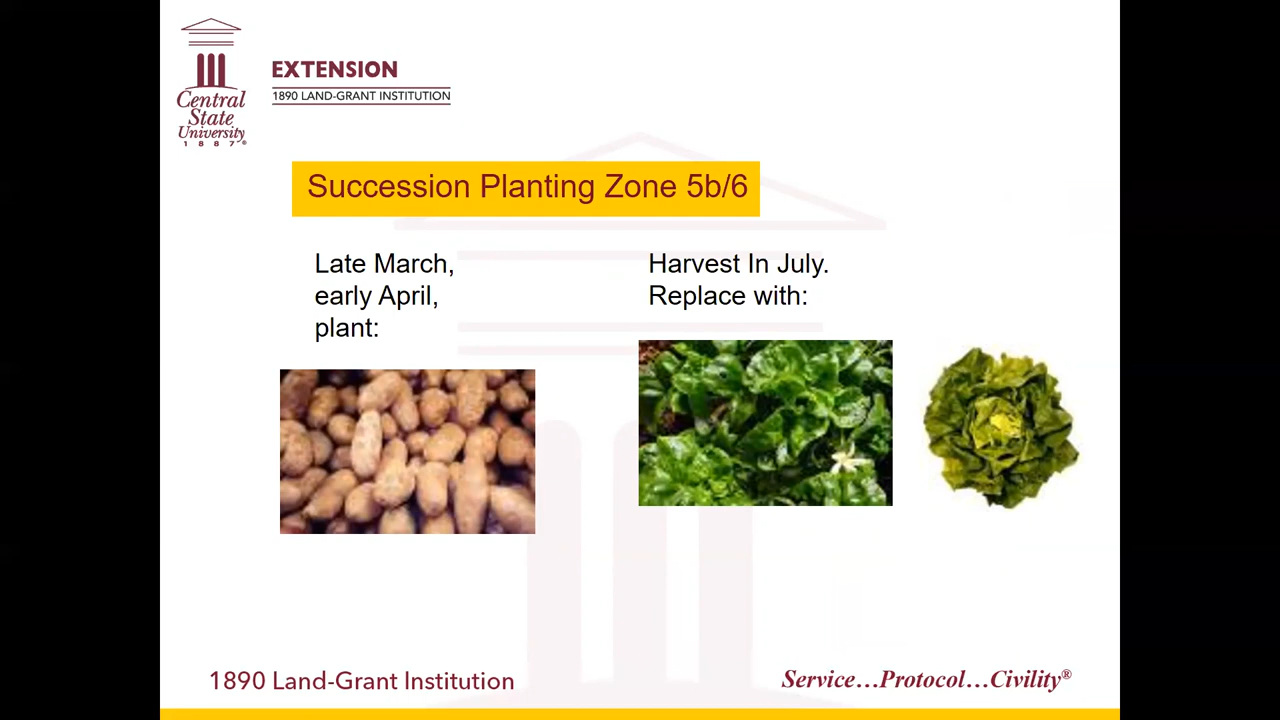 Central
State
University
1887®
EXTENSION
1890 LAND-GRANT INSTITUTION
Succession Planting Zone 5b/6
Late March,
early April,
plant:
Harvest In July.
Replace with:
1890 Land-Grant Institution
Service…Protocol…Civility®